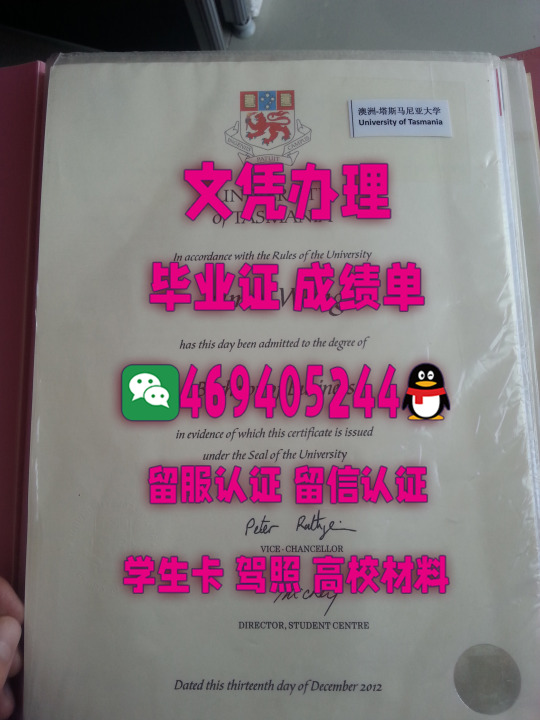 澳洲-塔斯马尼亚大学
University of Tasmania
文凭办理
of TASMANIA
In accordance with the Rules of the University
毕业证 成绩单
has this day been admitted to the degree of
469405244
in evidence of which this certificate is issued
under the Seal of the University
留服认证 留信认证
Peter Rathjen
VICE-CHANCELLOR
学生卡 驾照 高校材料
DIRECTOR, STUDENT CENTRE
Dated this thirteenth day of December 2012